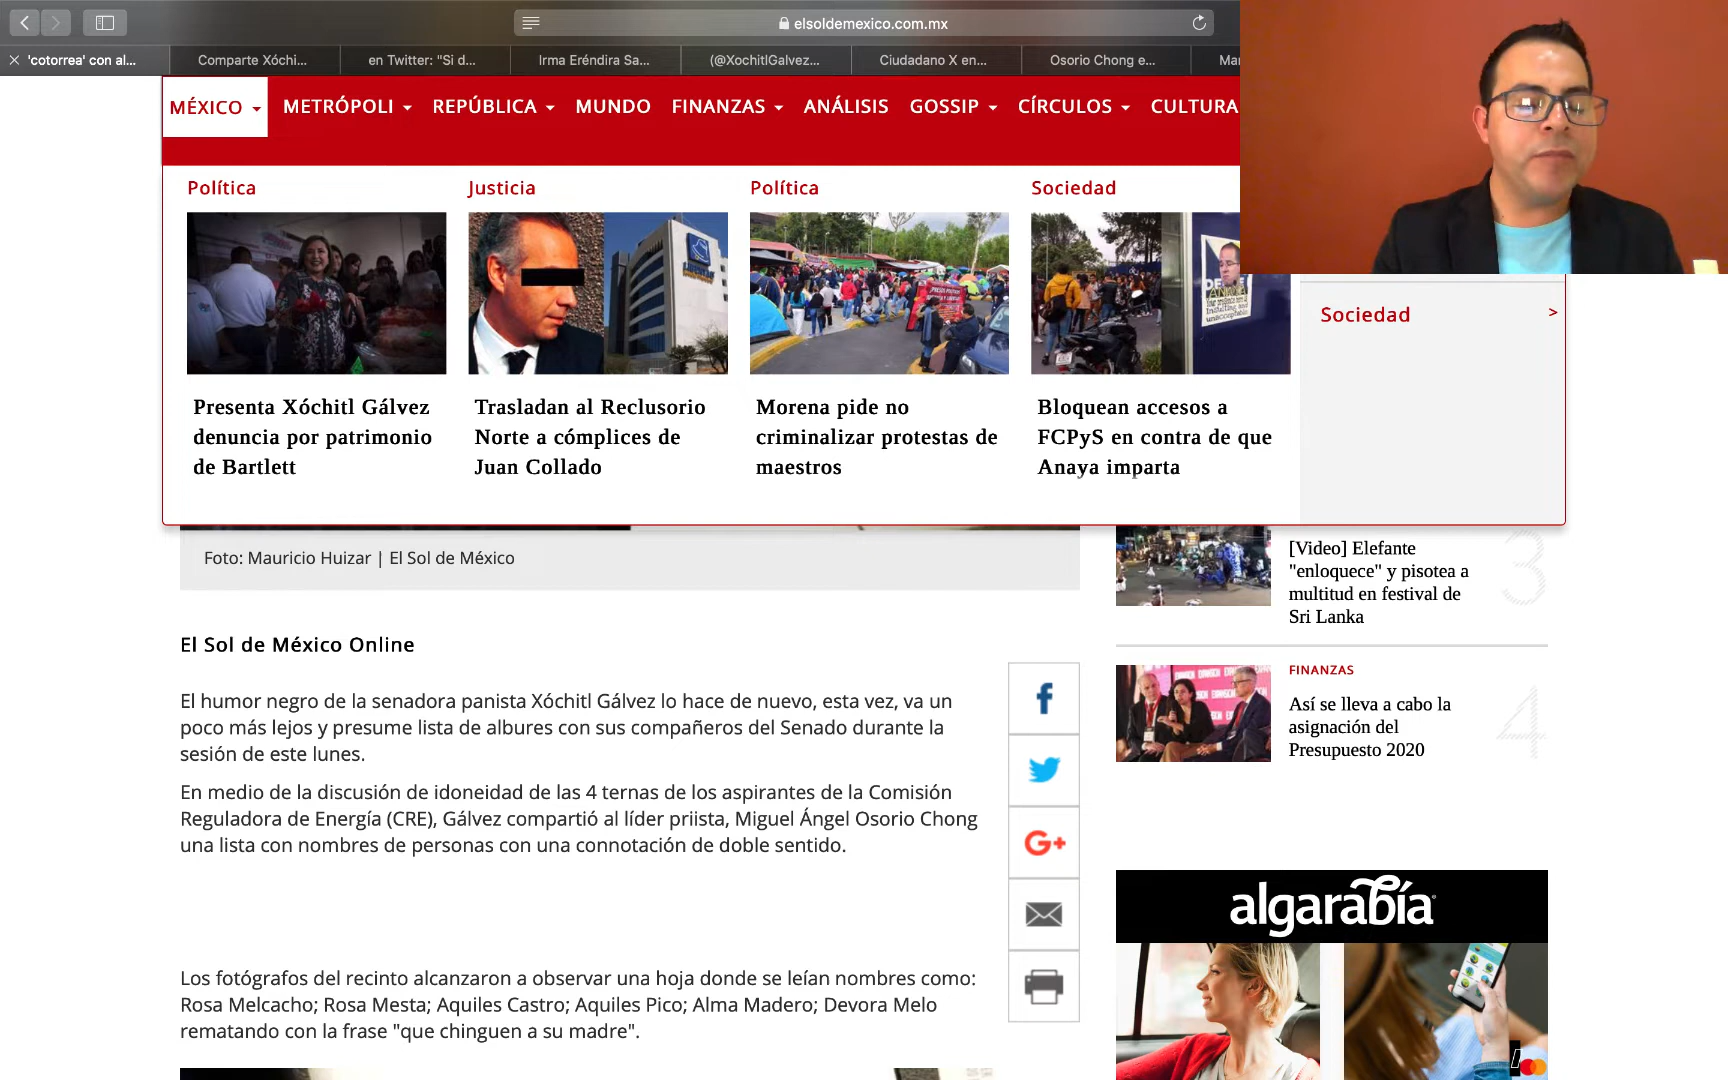 elsoldemexico.com.mx
'cotorrea' con al...
Comparte Xóchi...
en Twitter: "Si d...
Irma Eréndira Sa...
(@XochitlGalvez...
Ciudadano X en...
Osorio Chong e...
Mar
MÉXICO
METRÓPOLI
REPÚBLICA
MUNDO
FINANZAS
ANÁLISIS
GOSSIP
CÍRCULOS
CULTURA
Política
Justicia
Política
Sociedad
Sociedad >
Presenta Xóchitl Gálvez
denuncia por patrimonio
de Bartlett
Trasladan al Reclusorio
Norte a cómplices de
Juan Collado
Morena pide no
criminalizar protestas de
maestros
Bloquean accesos a
FCPyS en contra de que
Anaya imparta
Foto: Mauricio Huizar | El Sol de México
El Sol de México Online
El humor negro de la senadora panista Xóchitl Gálvez lo hace de nuevo, esta vez, va un
poco más lejos y presume lista de albures con sus compañeros del Senado durante la
sesión de este lunes.
En medio de la discusión de idoneidad de las 4 ternas de los aspirantes de la Comisión
Reguladora de Energía (CRE), Gálvez compartió al líder priista, Miguel Ángel Osorio Chong
una lista con nombres de personas con una connotación de doble sentido.
Los fotógrafos del recinto alcanzaron a observar una hoja donde se leían nombres como:
Rosa Melcacho; Rosa Mesta; Aquiles Castro; Aquiles Pico; Alma Madero; Devora Melo
rematando con la frase "que chinguen a su madre".
[Video] Elefante
"enloquece" y pisotea a
multitud en festival de
Sri Lanka
3
FINANZAS
Así se lleva a cabo la
asignación del
Presupuesto 2020
4
algarabía